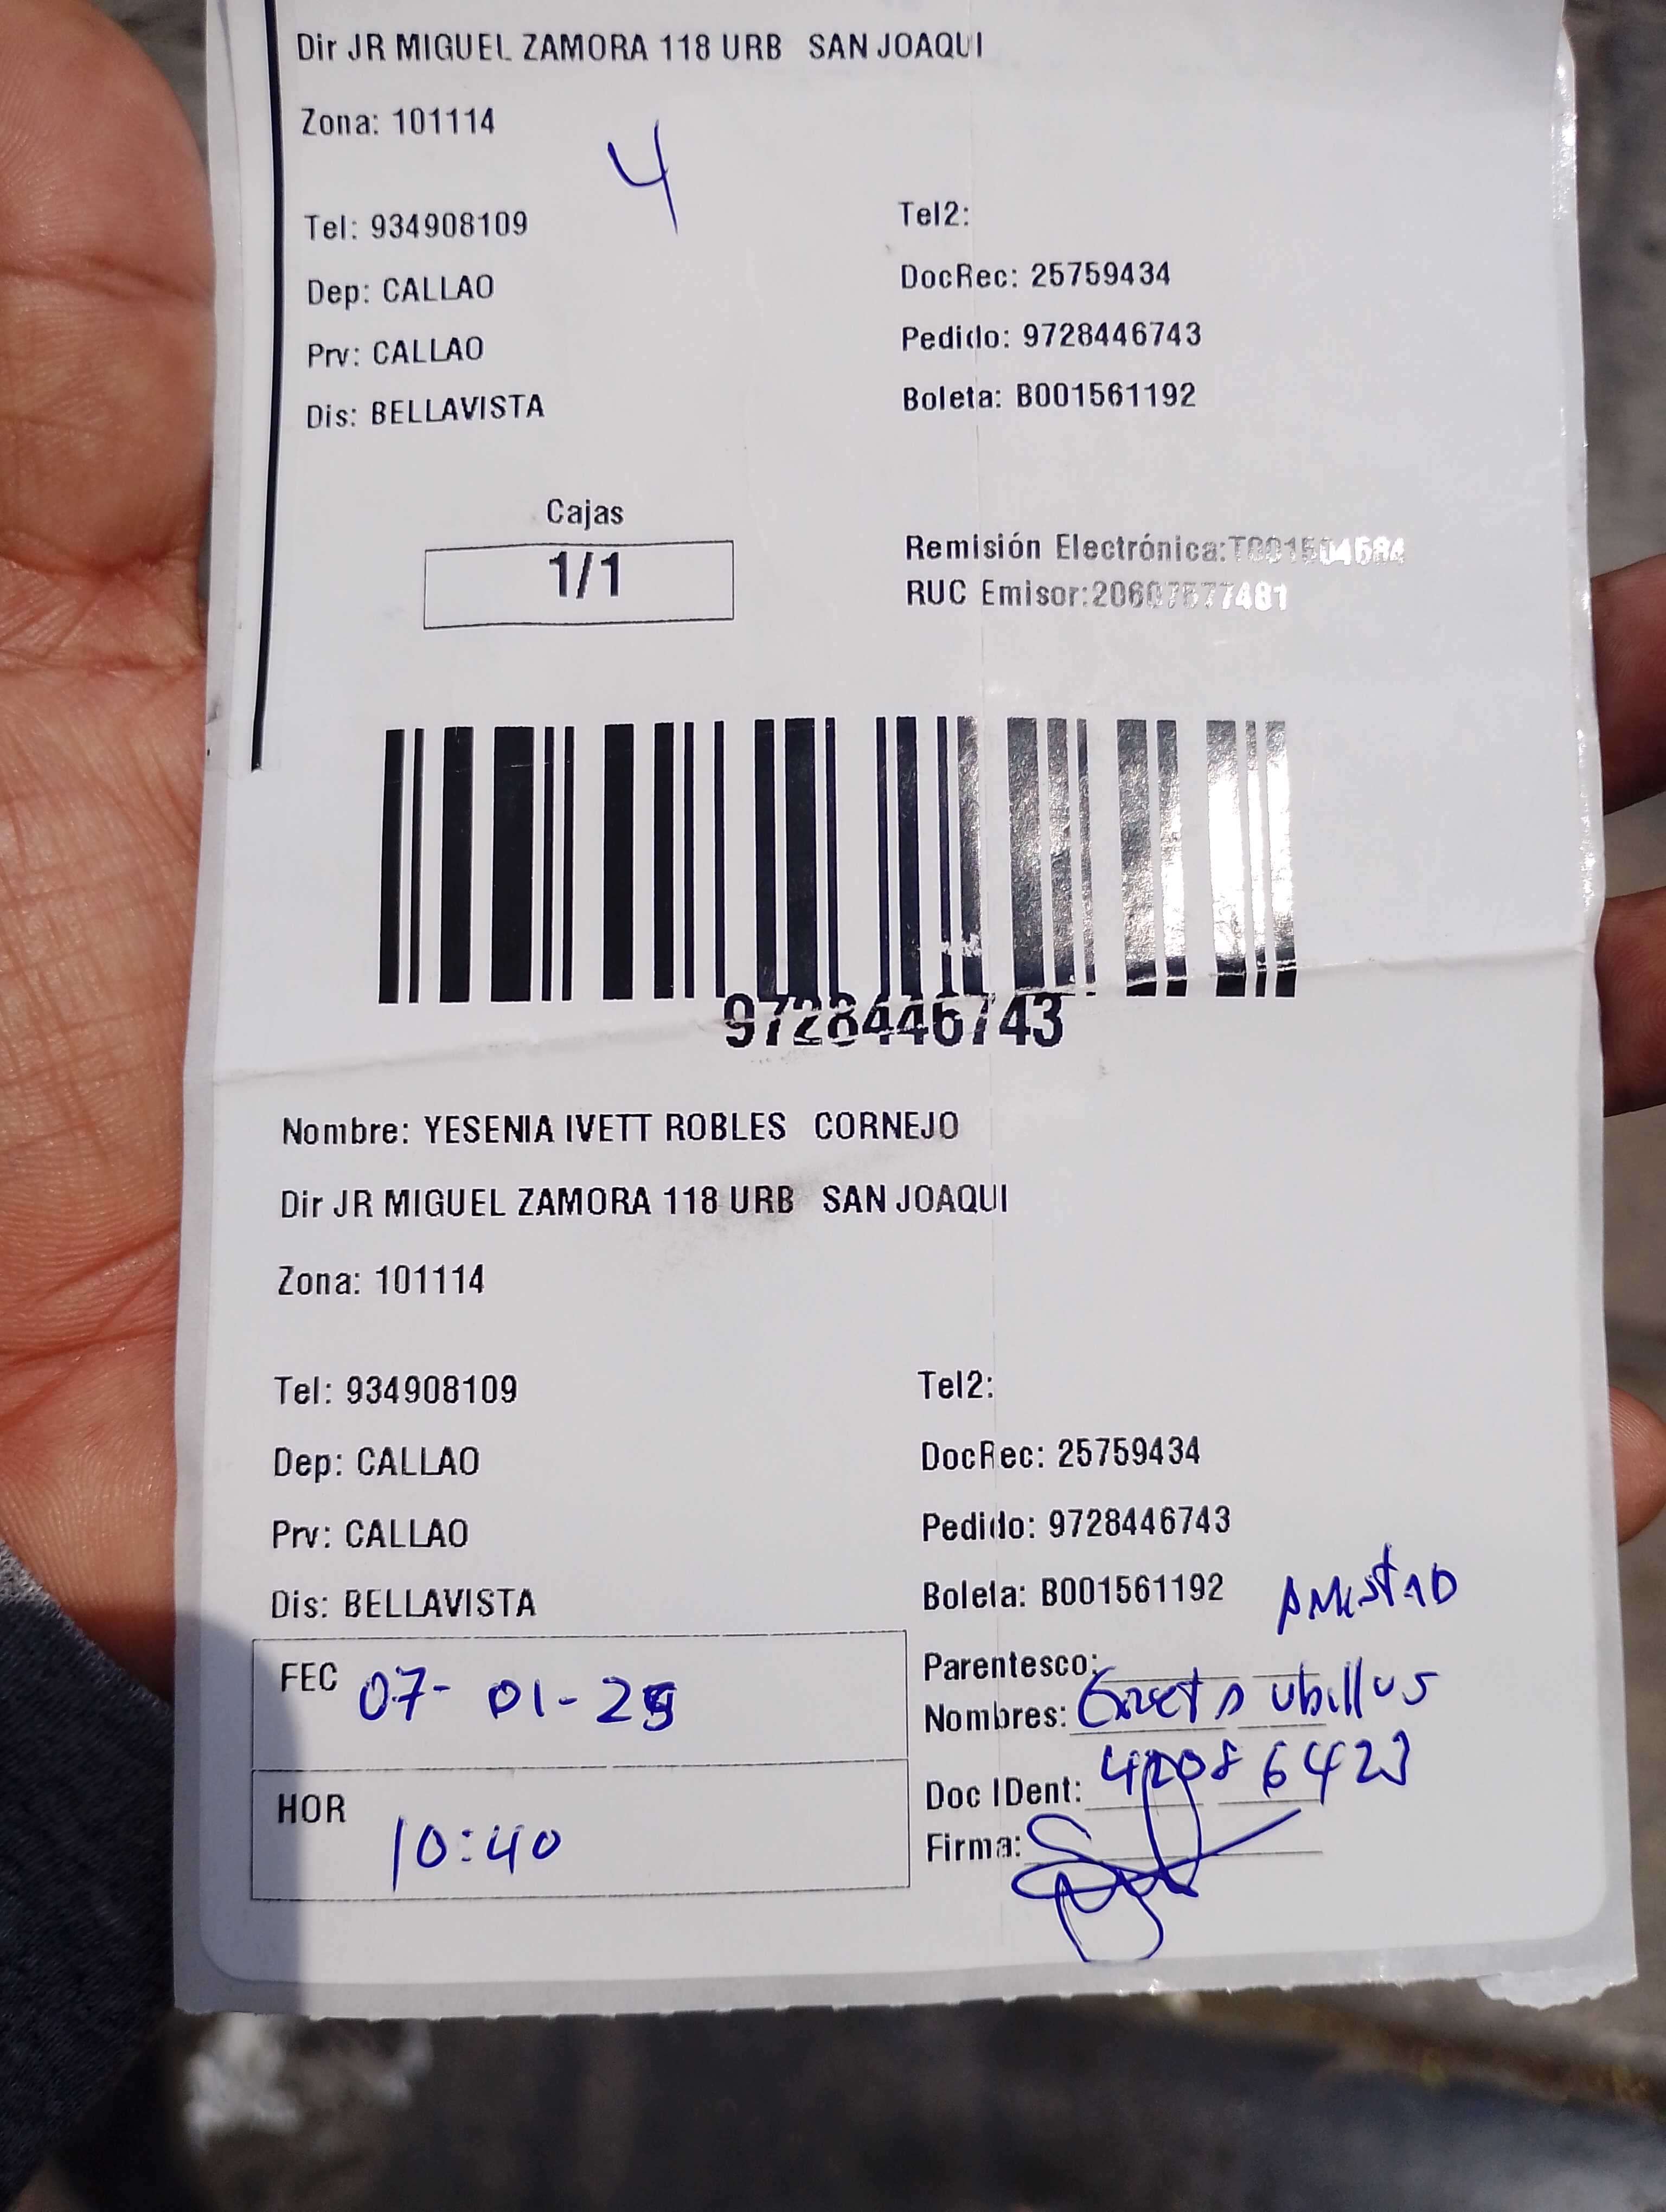 Dir JR MIGUEL ZAMORA 118 URB SAN JOAQUI
Zona: 101114
4
Tel: 934908109
Tel2:
Dep: CALLAO
DocRec: 25759434
Prv: CALLAO
Pedido: 9728446743
Dis: BELLAVISTA
Boleta: B001561192
Cajas
1/1
Remisión Electrónica:T001504684
RUC Emisor:20607577481
9728446743
Nombre: YESENIA IVETT ROBLES CORNEJO
Dir JR MIGUEL ZAMORA 118 URB SAN JOAQUI
Zona: 101114
Tel: 934908109
Tel2:
Dep: CALLAO
DocRec: 25759434
Prv: CALLAO
Pedido: 9728446743
Dis: BELLAVISTA
Boleta: B001561192
FEC 07-01-25
Parentesco:
Nombres: ubillus
HOR 10:40
Doc IDent:
Firma: